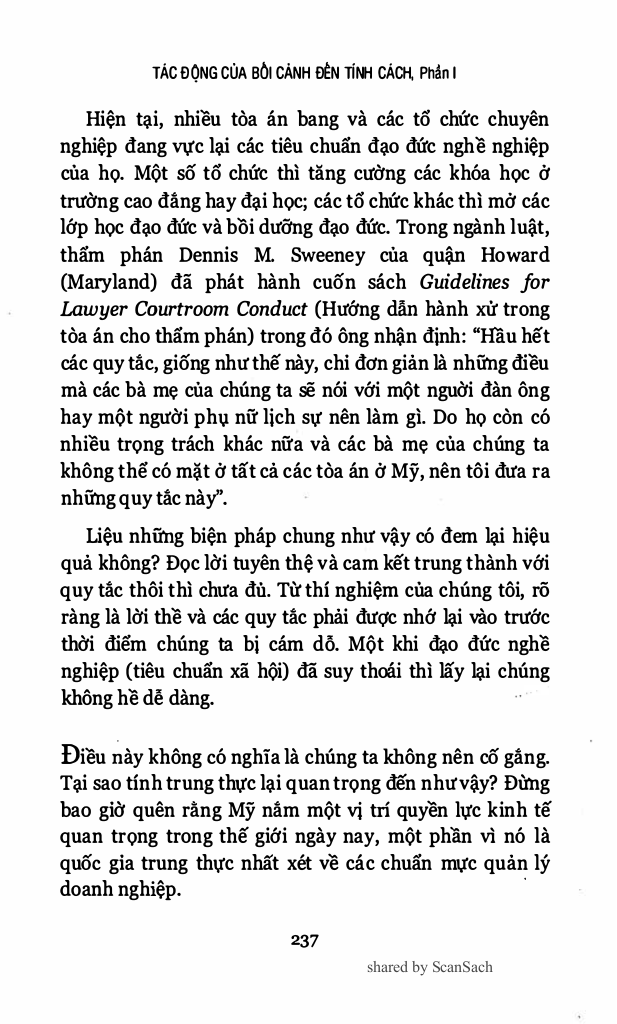 TÁC ĐỘNG CỦA BỐI CẢNH ĐẾN TÍNH CÁCH, Phần I
Hiện tại, nhiều tòa án bang và các tổ chức chuyên
nghiệp đang vực lại các tiêu chuẩn đạo đức nghề nghiệp
của họ. Một số tổ chức thì tăng cường các khóa học ở
trường cao đẳng hay đại học; các tổ chức khác thì mở các
lớp học đạo đức và bồi dưỡng đạo đức. Trong ngành luật,
thẩm phán Dennis M. Sweeney của quận Howard
(Maryland) đã phát hành cuốn sách Guidelines for
Lawyer Courtroom Conduct (Hướng dẫn hành xử trong
tòa án cho thẩm phán) trong đó ông nhận định: “Hầu hết
các quy tắc, giống như thế này, chỉ đơn giản là những điều
mà các bà mẹ của chúng ta sẽ nói với một người đàn ông
hay một người phụ nữ lịch sự nên làm gì. Do họ còn có
nhiều trọng trách khác nữa và các bà mẹ của chúng ta
không thể có mặt ở tất cả các tòa án ở Mỹ, nên tôi đưa ra
những quy tắc này”.
Liệu những biện pháp chung như vậy có đem lại hiệu
quả không? Đọc lời tuyên thệ và cam kết trung thành với
quy tắc thôi thì chưa đủ. Từ thí nghiệm của chúng tôi, rõ
ràng là lời thề và các quy tắc phải được nhớ lại vào trước
thời điểm chúng ta bị cám dỗ. Một khi đạo đức nghề
nghiệp (tiêu chuẩn xã hội) đã suy thoái thì lấy lại chúng
không hề dễ dàng.
Điều này không có nghĩa là chúng ta không nên cố gắng.
Tại sao tính trung thực lại quan trọng đến như vậy? Đừng
bao giờ quên rằng Mỹ nắm một vị trí quyền lực kinh tế
quan trọng trong thế giới ngày nay, một phần vì nó là
quốc gia trung thực nhất xét về các chuẩn mực quản lý
doanh nghiệp.
237
shared by ScanSach